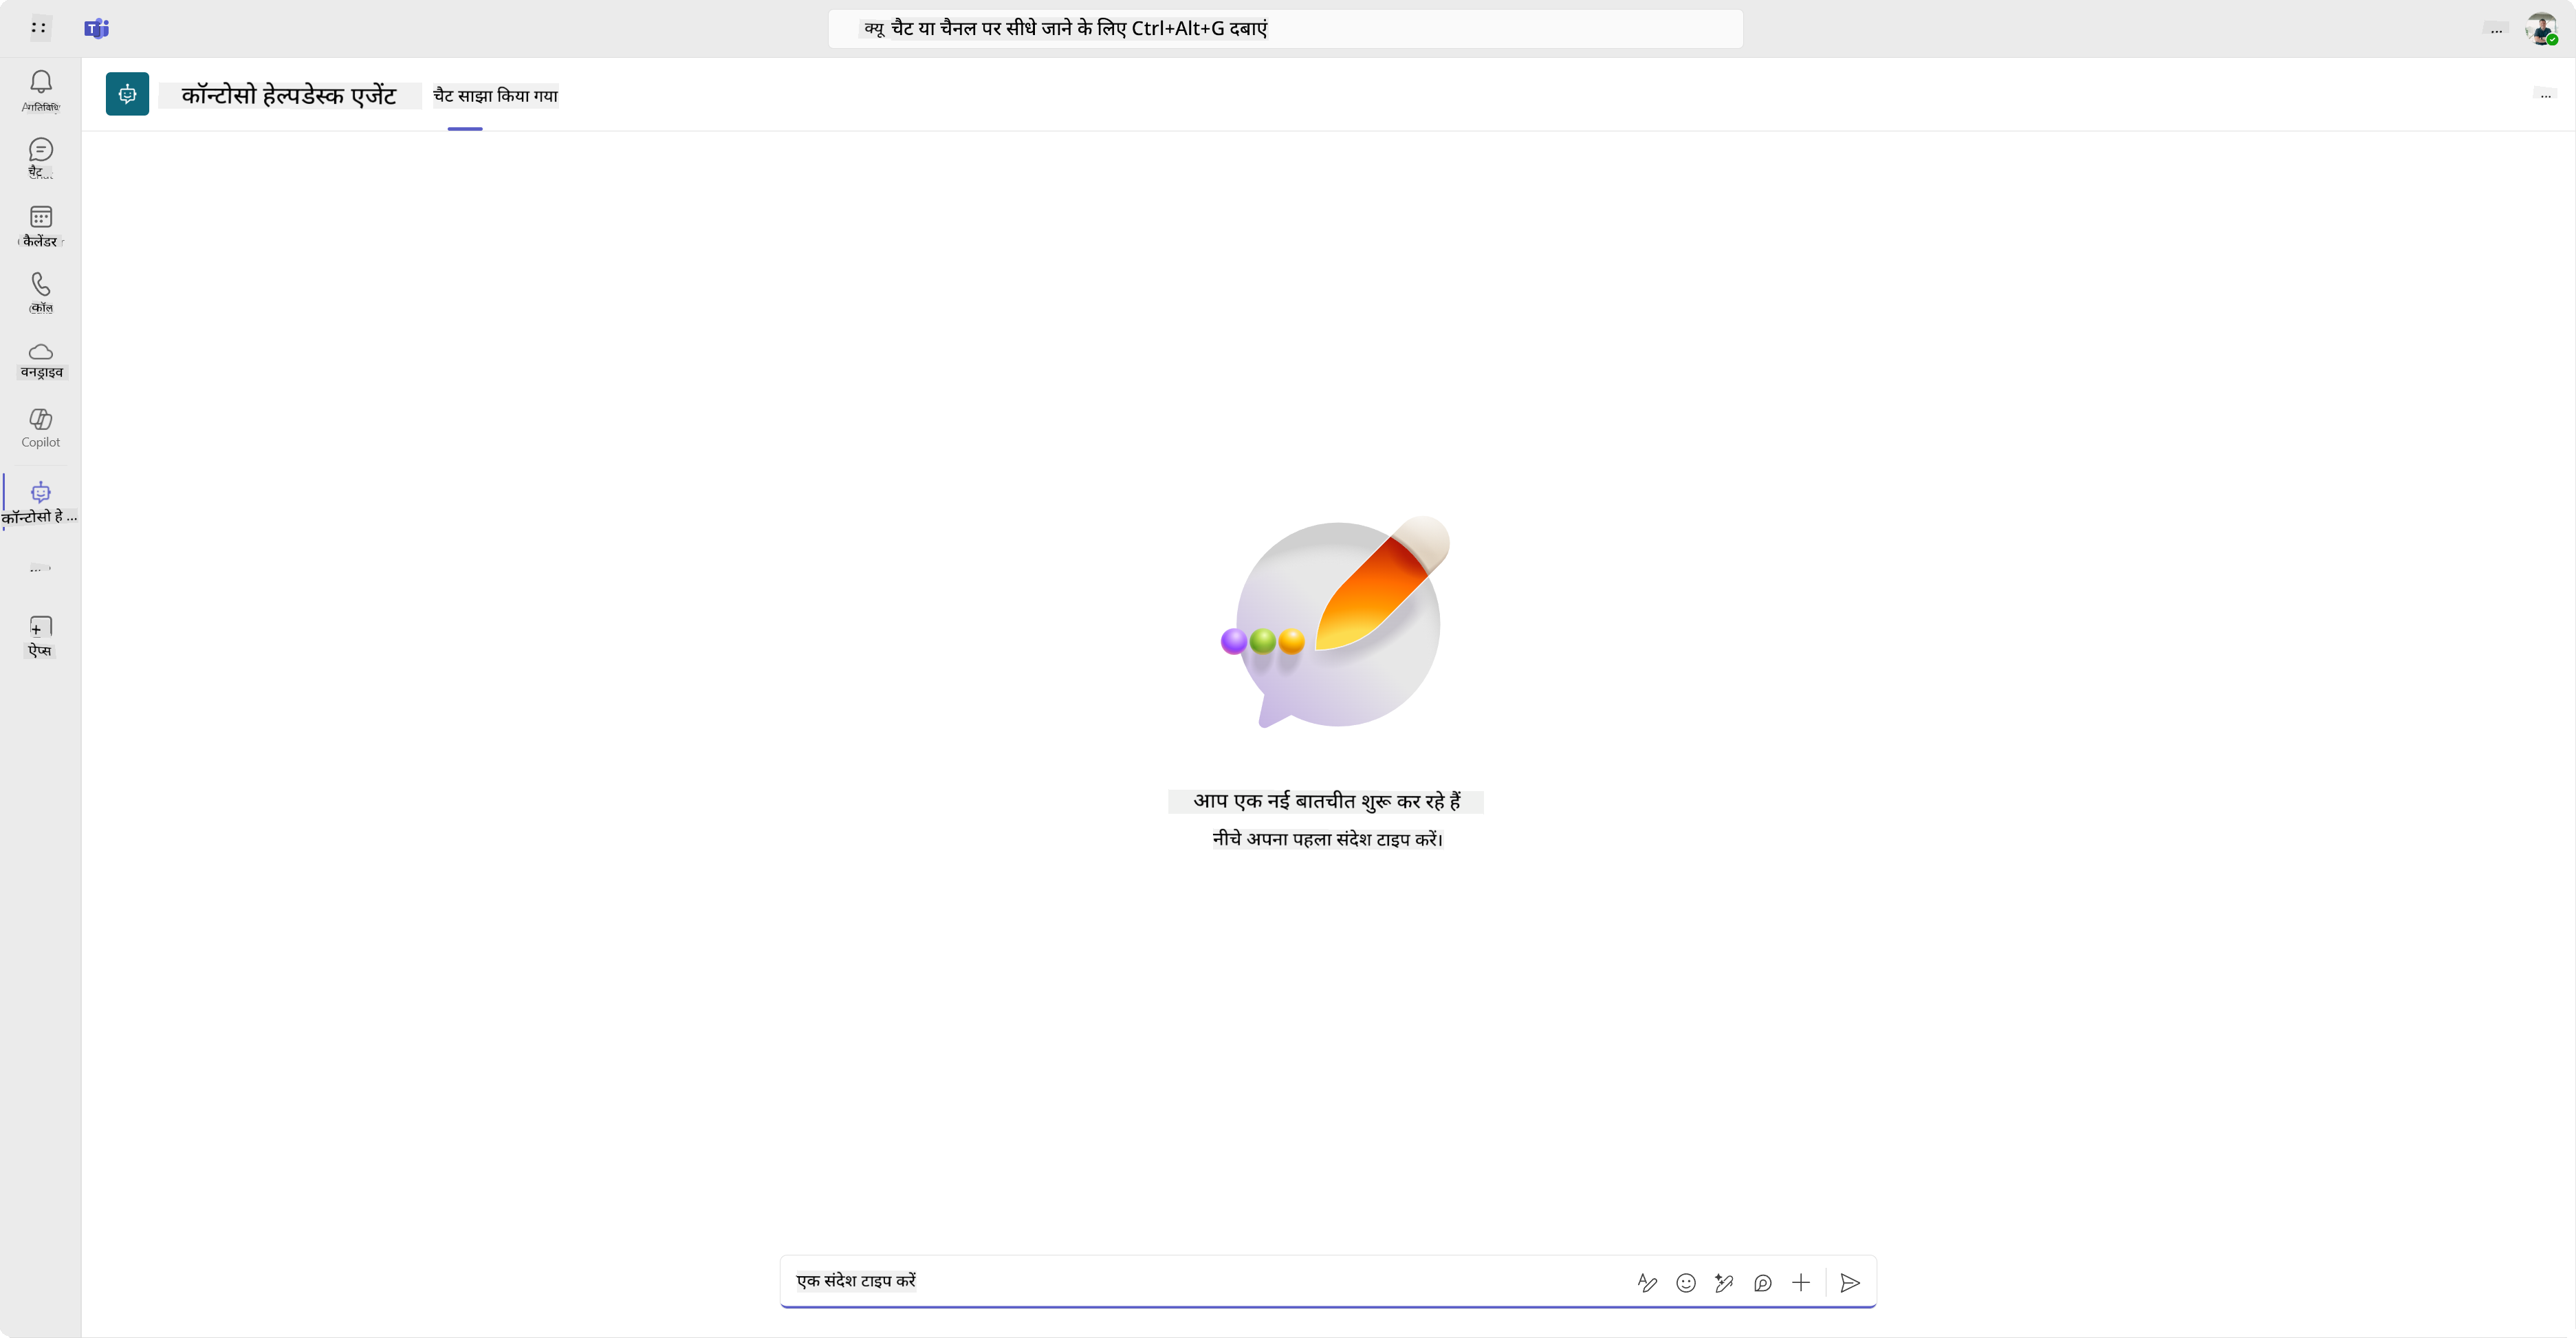 क्यू चैट या चैनल पर सीधे जाने के लिए Ctrl+Alt+G दबाएं
...
कॉन्टोसो हेल्पडेस्क एजेंट चैट साझा किया गया
...
गतिविधि
चैट
कैलेंडर
कॉल
वनड्राइव
Copilot
कॉन्टोसो हे ...
ऐप्स
आप एक नई बातचीत शुरू कर रहे हैं
नीचे अपना पहला संदेश टाइप करें।
एक संदेश टाइप करें